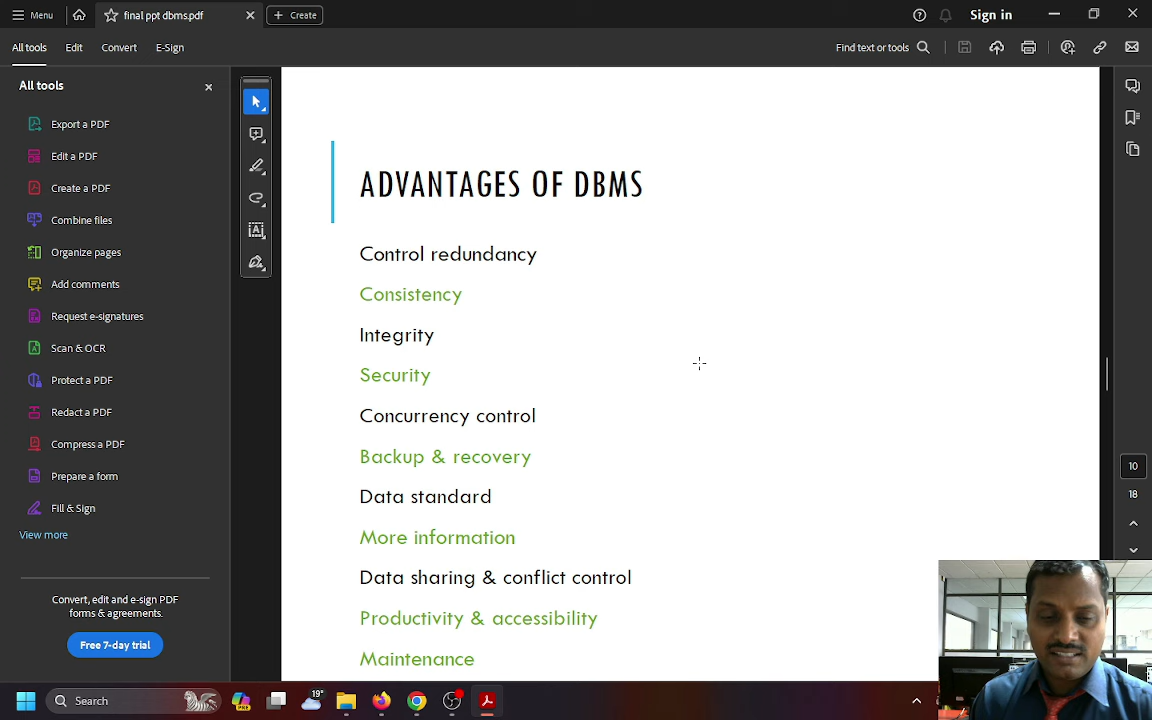 Menu
final ppt dbms.pdf
Create
Sign in
All tools
Edit
Convert
E-Sign
Find text or tools
All tools
Export a PDF
Edit a PDF
Create a PDF
Combine files
Organize pages
Add comments
Request e-signatures
Scan & OCR
Protect a PDF
Redact a PDF
Compress a PDF
Prepare a form
Fill & Sign
View more
Convert, edit and e-sign PDF
forms & agreements.
Free 7-day trial
ADVANTAGES OF DBMS
Control redundancy
Consistency
Integrity
Security
Concurrency control
Backup & recovery
Data standard
More information
Data sharing & conflict control
Productivity & accessibility
Maintenance
10
18
Search
PRE
19°